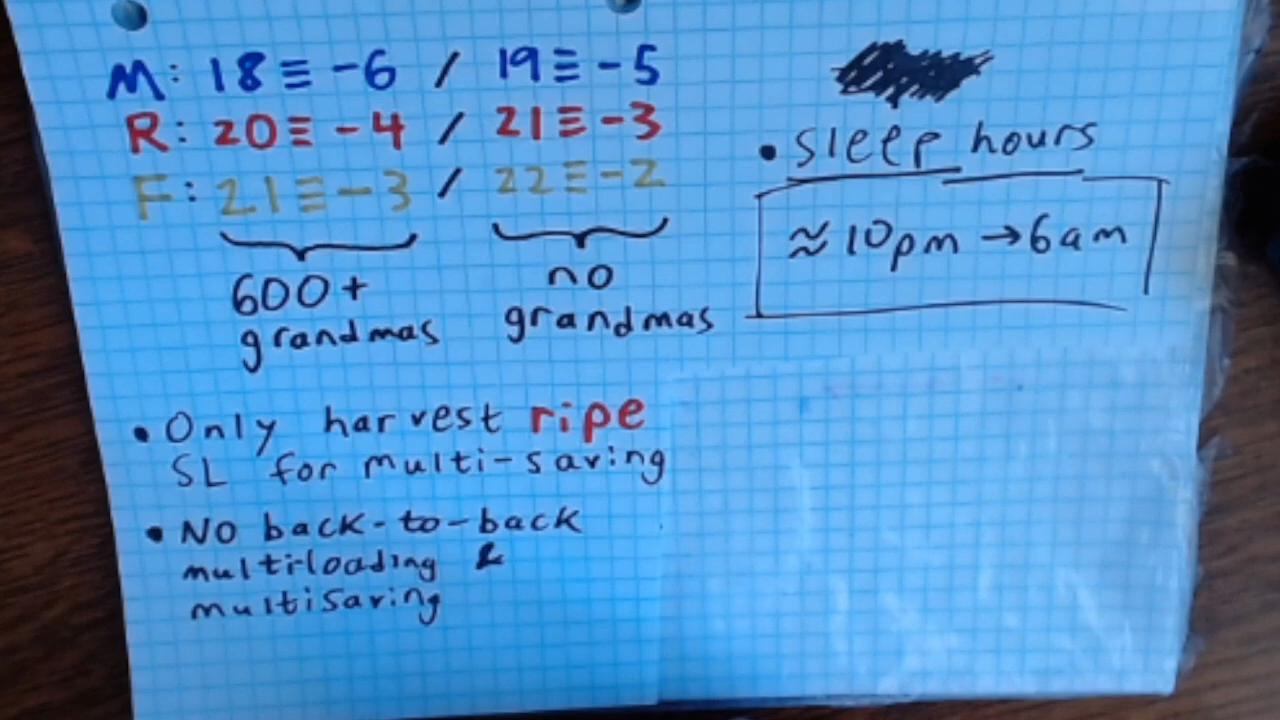 M: 18 ≡ -6 / 19 ≡ -5
R: 20 ≡ -4 / 21 ≡ -3
F: 21 ≡ -3 / 22 ≡ -2
600+
grandmas
no
grandmas
• Only harvest ripe
SL for multi-saving
• No back-to-back
multiloading &
multisaving
• sleep hours
≈ 10pm → 6am